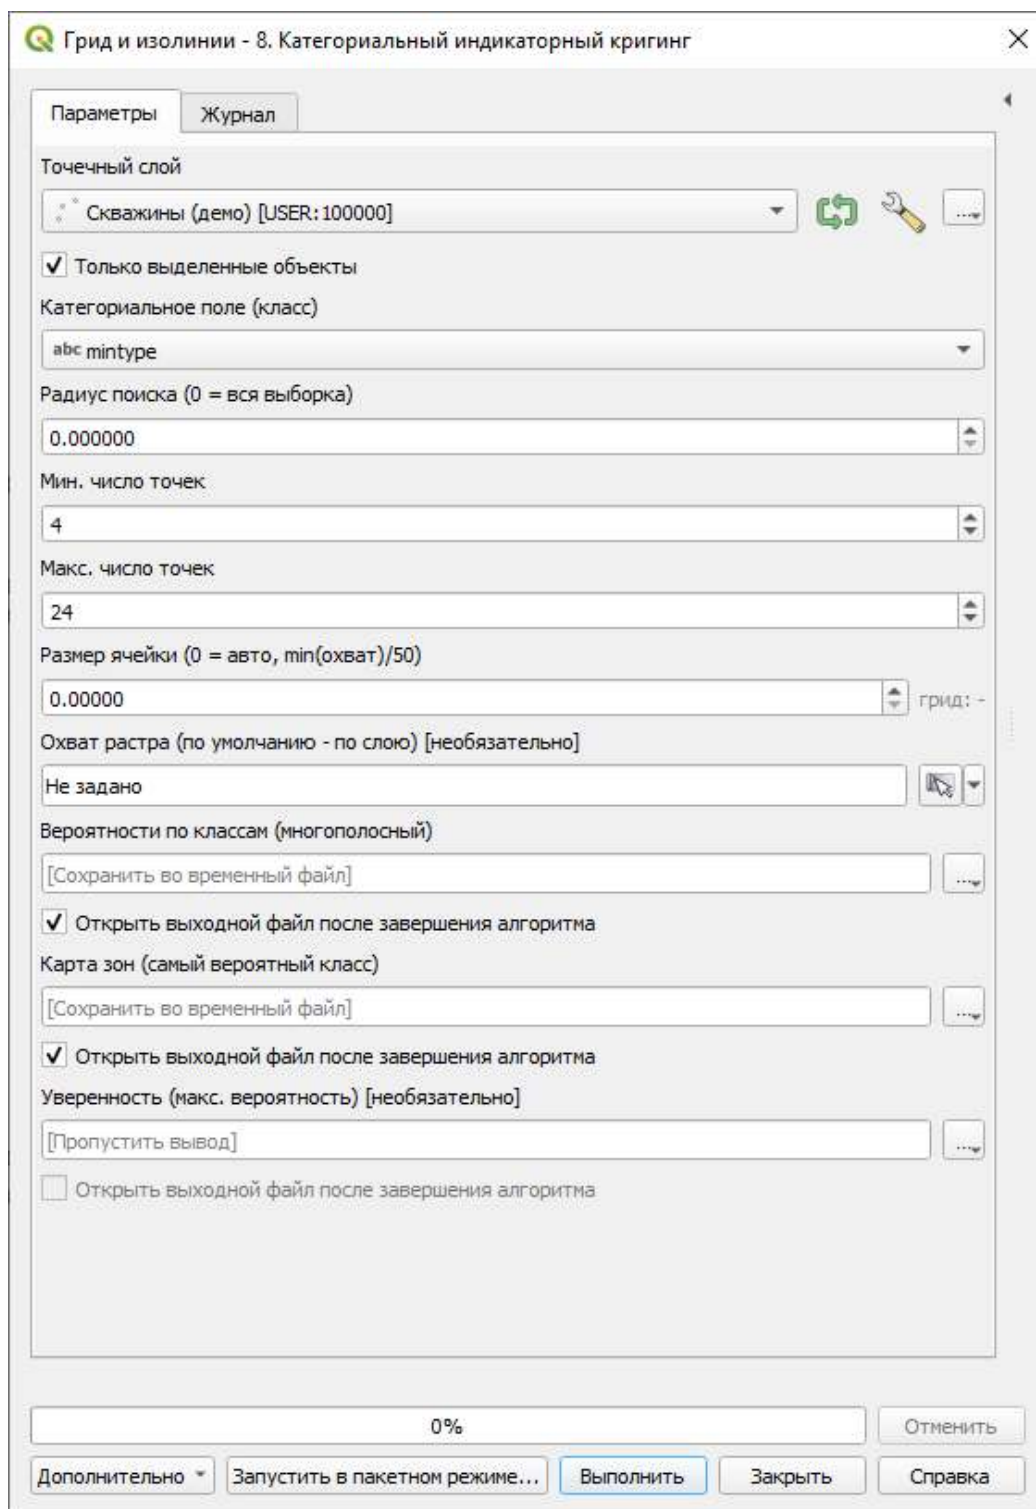 Грид и изолинии - 8. Категориальный индикаторный кригинг
Параметры
Журнал
Точечный слой
Скважины (демо) [USER:100000]
...
Только выделенные объекты
Категориальное поле (класс)
abc mintype
Радиус поиска (0 = вся выборка)
0.000000
Мин. число точек
4
Макс. число точек
24
Размер ячейки (0 = авто, min(охват)/50)
0.00000
грид: -
Охват растра (по умолчанию - по слою) [необязательно]
Не задано
Вероятности по классам (многополосный)
[Сохранить во временный файл]
...
Открыть выходной файл после завершения алгоритма
Карта зон (самый вероятный класс)
[Сохранить во временный файл]
...
Открыть выходной файл после завершения алгоритма
Уверенность (макс. вероятность) [необязательно]
[Пропустить вывод]
...
Открыть выходной файл после завершения алгоритма
0%
Отменить
Дополнительно
Запустить в пакетном режиме...
Выполнить
Закрыть
Справка